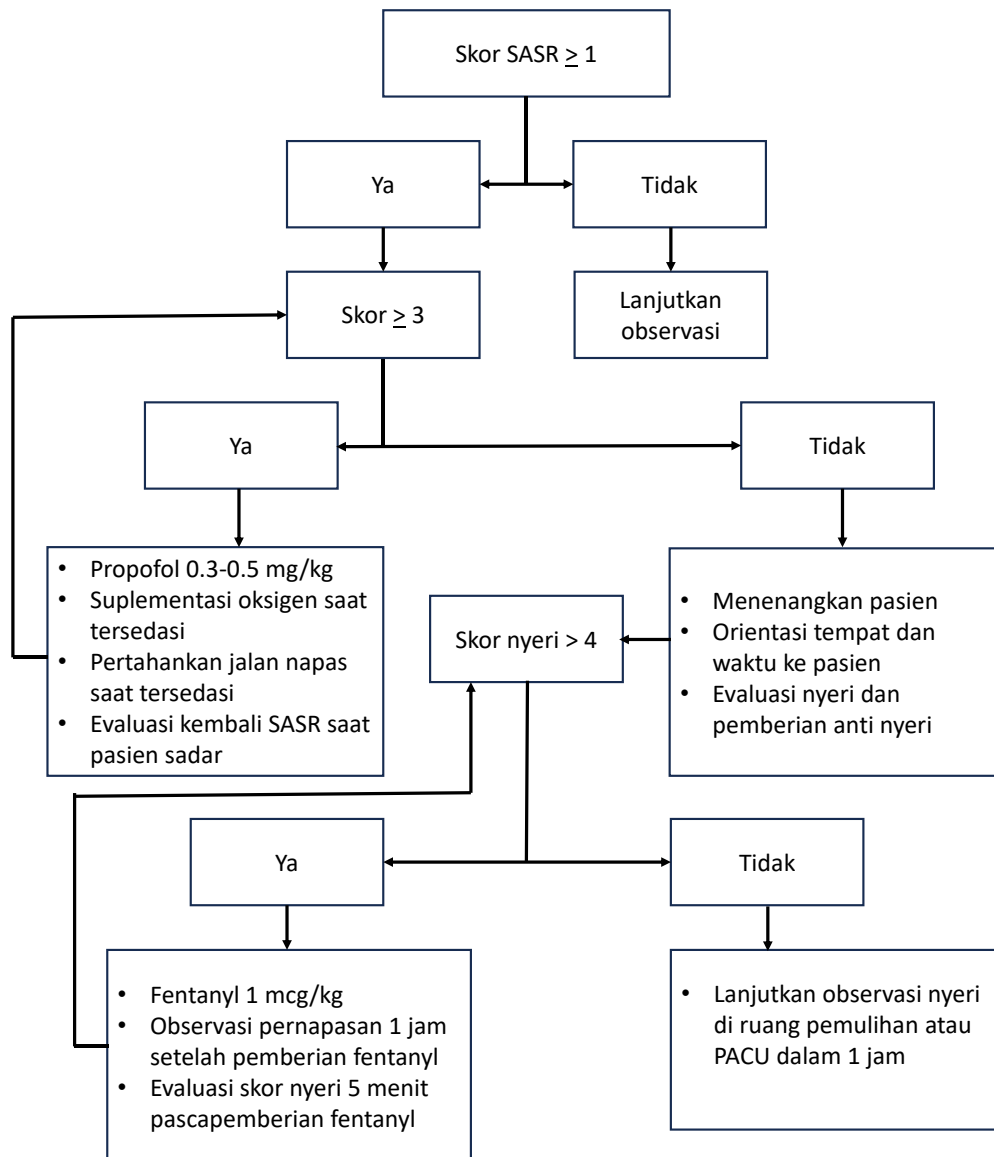 Skor SASR ≥ 1
Ya
Tidak
Skor ≥ 3
Lanjutkan
observasi
Ya
Tidak
• Propofol 0.3-0.5 mg/kg
• Suplementasi oksigen saat
tersedasi
• Pertahankan jalan napas
saat tersedasi
• Evaluasi kembali SASR saat
pasien sadar
Skor nyeri > 4
• Menenangkan pasien
• Orientasi tempat dan
waktu ke pasien
• Evaluasi nyeri dan
pemberian anti nyeri
Ya
Tidak
• Fentanyl 1 mcg/kg
• Observasi pernapasan 1 jam
setelah pemberian fentanyl
• Evaluasi skor nyeri 5 menit
pascapemberian fentanyl
• Lanjutkan observasi nyeri
di ruang pemulihan atau
PACU dalam 1 jam